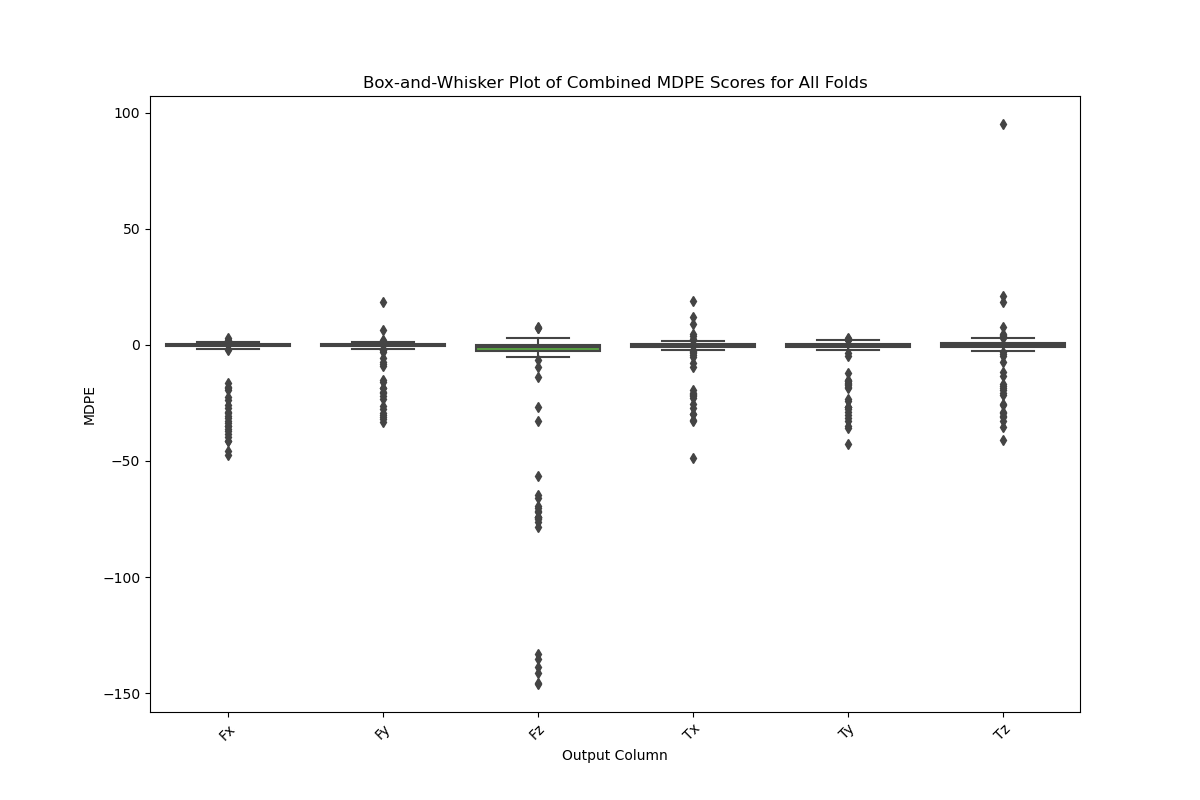 Box-and-Whisker Plot of Combined MDPE Scores for All Folds
100
50
0
−50
−100
−150
MDPE
Fx
Fy
Fz
Tx
Ty
Tz
Output Column